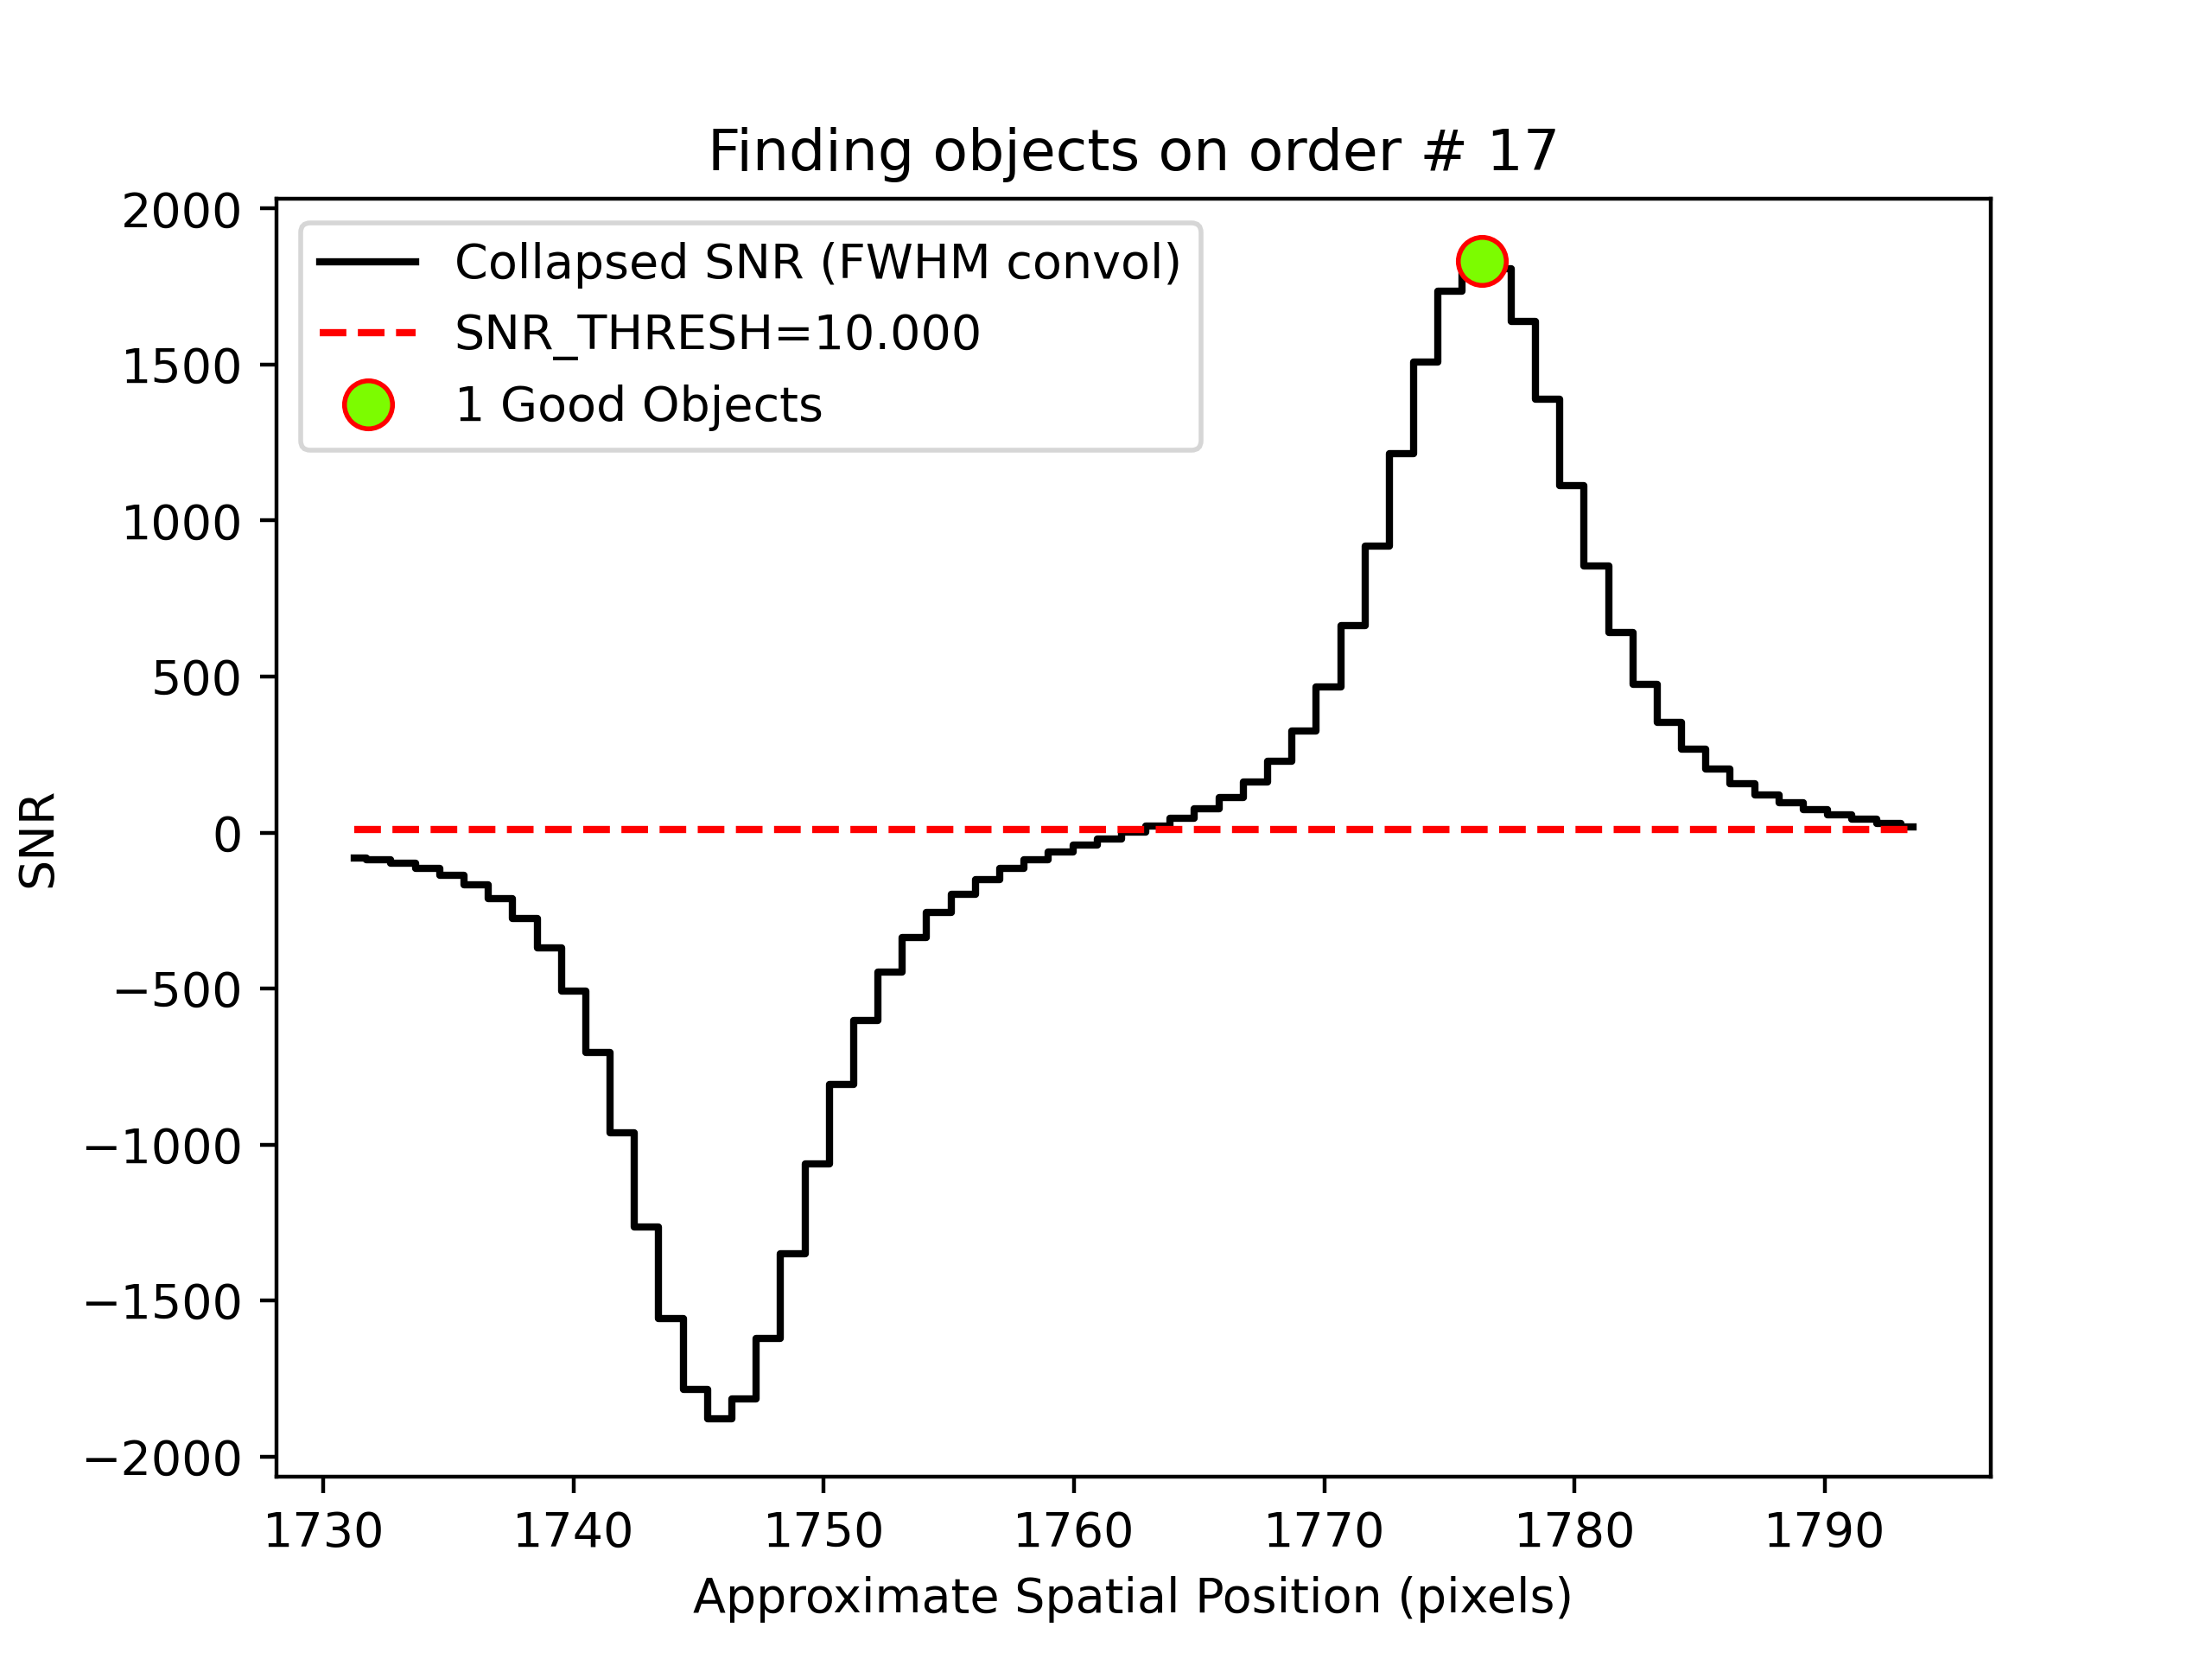 Finding objects on order # 17
2000
1500
1000
500
0
−500
−1000
−1500
−2000
SNR
Collapsed SNR (FWHM convol)
SNR_THRESH=10.000
1 Good Objects
1730 1740 1750 1760 1770 1780 1790
Approximate Spatial Position (pixels)